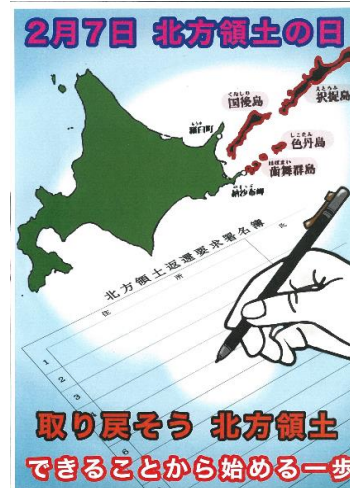 2月7日 北方領土の日
えとろふ
択捉島
くなしり
国後島
しこたん
色丹島
はぼまい
歯舞群島
北方領土返還要求署名簿
住所
氏
1
2
3
6
取り戻そう 北方領土
できることから始める一歩